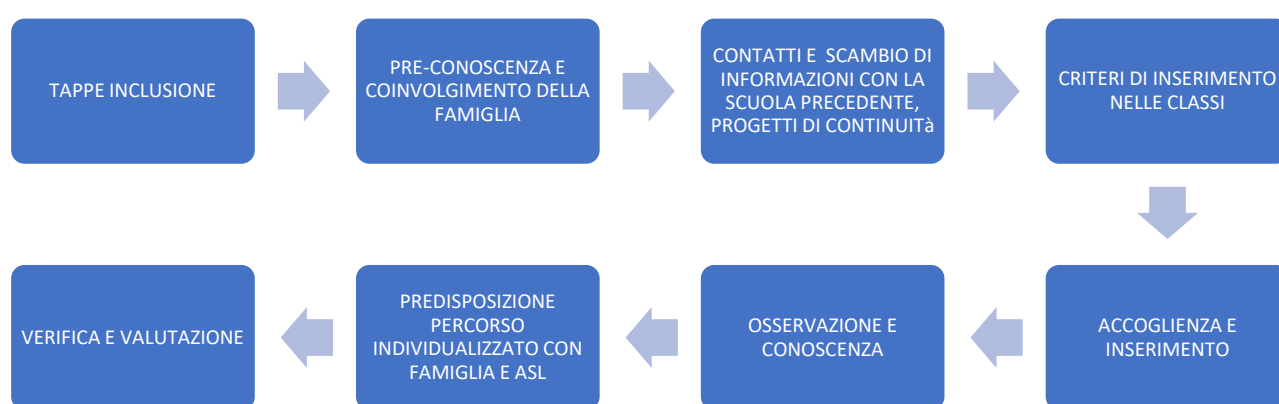 TAPPE INCLUSIONE
PRE-CONOSCENZA E
COINVOLGIMENTO DELLA
FAMIGLIA
CONTATTI E SCAMBIO DI
INFORMAZIONI CON LA
SCUOLA PRECEDENTE,
PROGETTI DI CONTINUITà
CRITERI DI INSERIMENTO
NELLE CLASSI
ACCOGLIENZA E
INSERIMENTO
OSSERVAZIONE E
CONOSCENZA
PREDISPOSIZIONE
PERCORSO
INDIVIDUALIZZATO CON
FAMIGLIA E ASL
VERIFICA E VALUTAZIONE